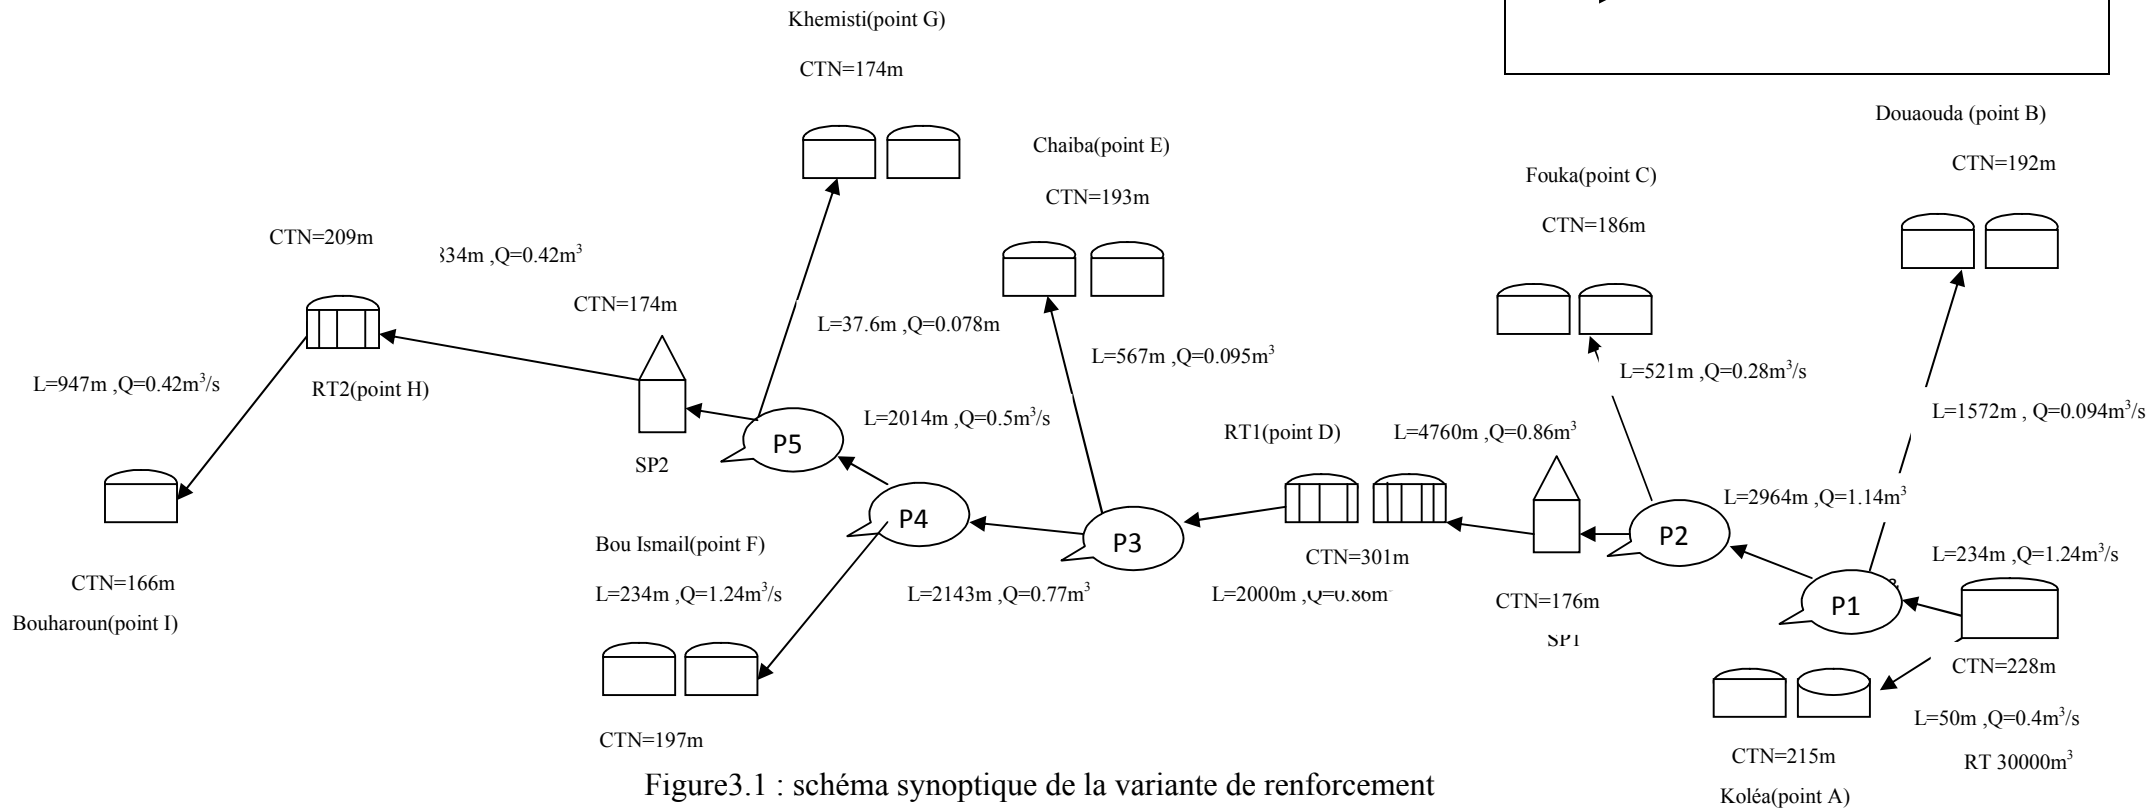 Khemisti(point G)
CTN=174m
Douaouda (point B)
CTN=192m
Chaiba(point E)
CTN=193m
Fouka(point C)
CTN=186m
CTN=209m
34m ,Q=0.42m³
CTN=174m
L=37.6m ,Q=0.078m
L=567m ,Q=0.095m³
L=521m ,Q=0.28m³/s
L=947m ,Q=0.42m³/s
RT2(point H)
L=2014m ,Q=0.5m³/s
L=1572m , Q=0.094m³/s
RT1(point D)
L=4760m ,Q=0.86m³
P5
SP2
L=2964m ,Q=1.14m³
P4
P3
P2
Bou Ismail(point F)
CTN=301m
L=234m ,Q=1.24m³/s
CTN=166m
L=234m ,Q=1.24m³/s
L=2143m ,Q=0.77m³
L=2000m ,Q=0.86m
CTN=176m
P1
Bouharoun(point I)
SP1
CTN=228m
L=50m ,Q=0.4m³/s
CTN=197m
CTN=215m
RT 30000m³
Figure3.1 : schéma synoptique de la variante de renforcement
Koléa(point A)